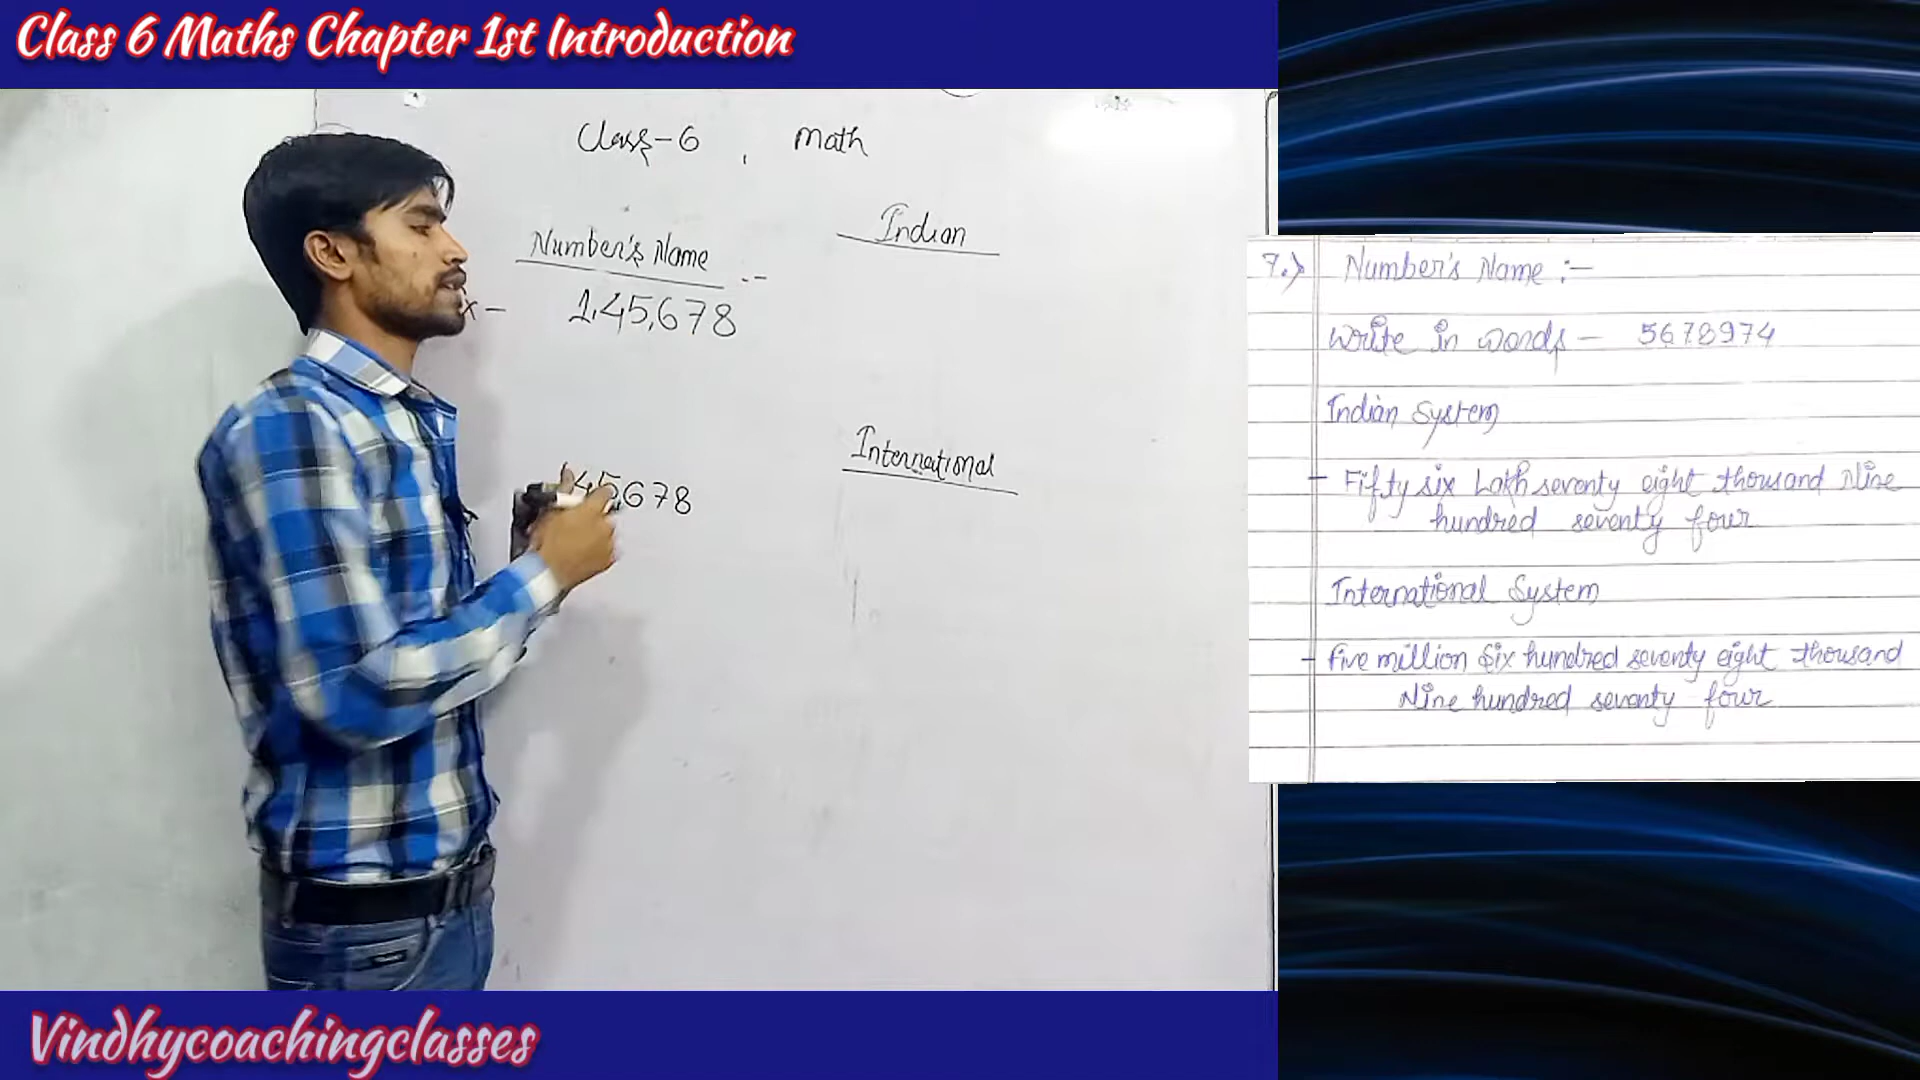 Class 6 Maths Chapter 1st Introduction
Class-6 , Math
Number's Name :-
x - 1,45,678
145,678
Indian
International
7.) Number's Name :-
Write in words - 5678974
Indian System
- Fifty six Lakh seventy eight thousand Nine
hundred seventy four
International System
- Five million Six hundred seventy eight thousand
Nine hundred seventy four
Vindhycoachingclasses